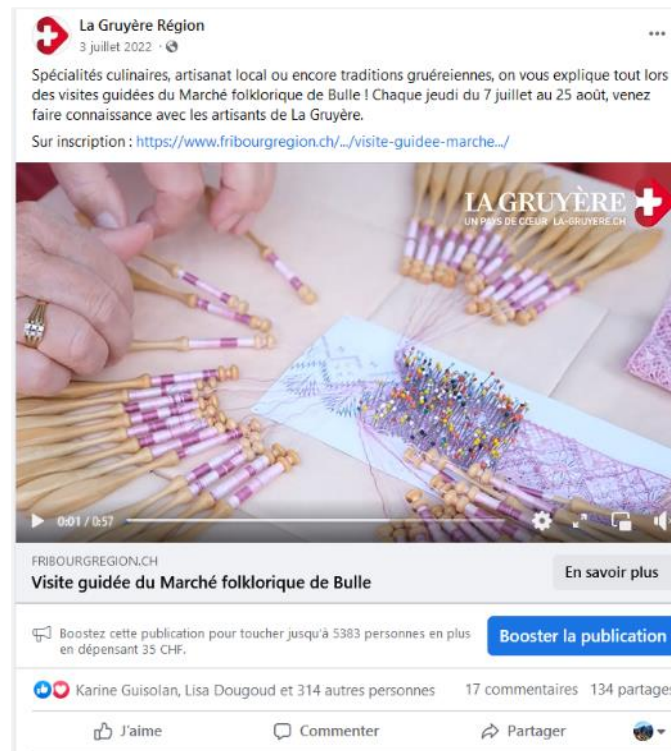 La Gruyère Région
3 juillet 2022 ·
Spécialités culinaires, artisanat local ou encore traditions gruéreiennes, on vous explique tout lors
des visites guidées du Marché folklorique de Bulle ! Chaque jeudi du 7 juillet au 25 août, venez
faire connaissance avec les artisans de La Gruyère.
Sur inscription : https://www.fribourgregion.ch/.../visite-guidee-marche.../
LA GRUYÈRE
UN PAYS DE CŒUR LA-GRUYERE.CH
0:01 / 0:57
FRIBOURGREGION.CH
Visite guidée du Marché folklorique de Bulle
En savoir plus
Boostez cette publication pour toucher jusqu'à 5383 personnes en plus
en dépensant 35 CHF.
Booster la publication
Karine Guisolan, Lisa Dougoud et 314 autres personnes 17 commentaires 134 partages
J'aime Commenter Partager